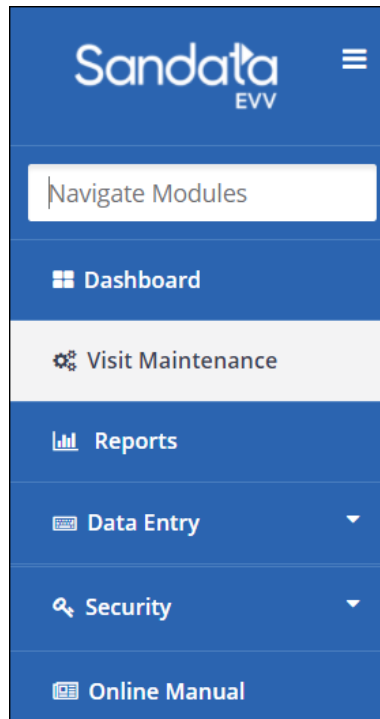 Sandata
EVV
Navigate Modules
Dashboard
Visit Maintenance
Reports
Data Entry
Security
Online Manual